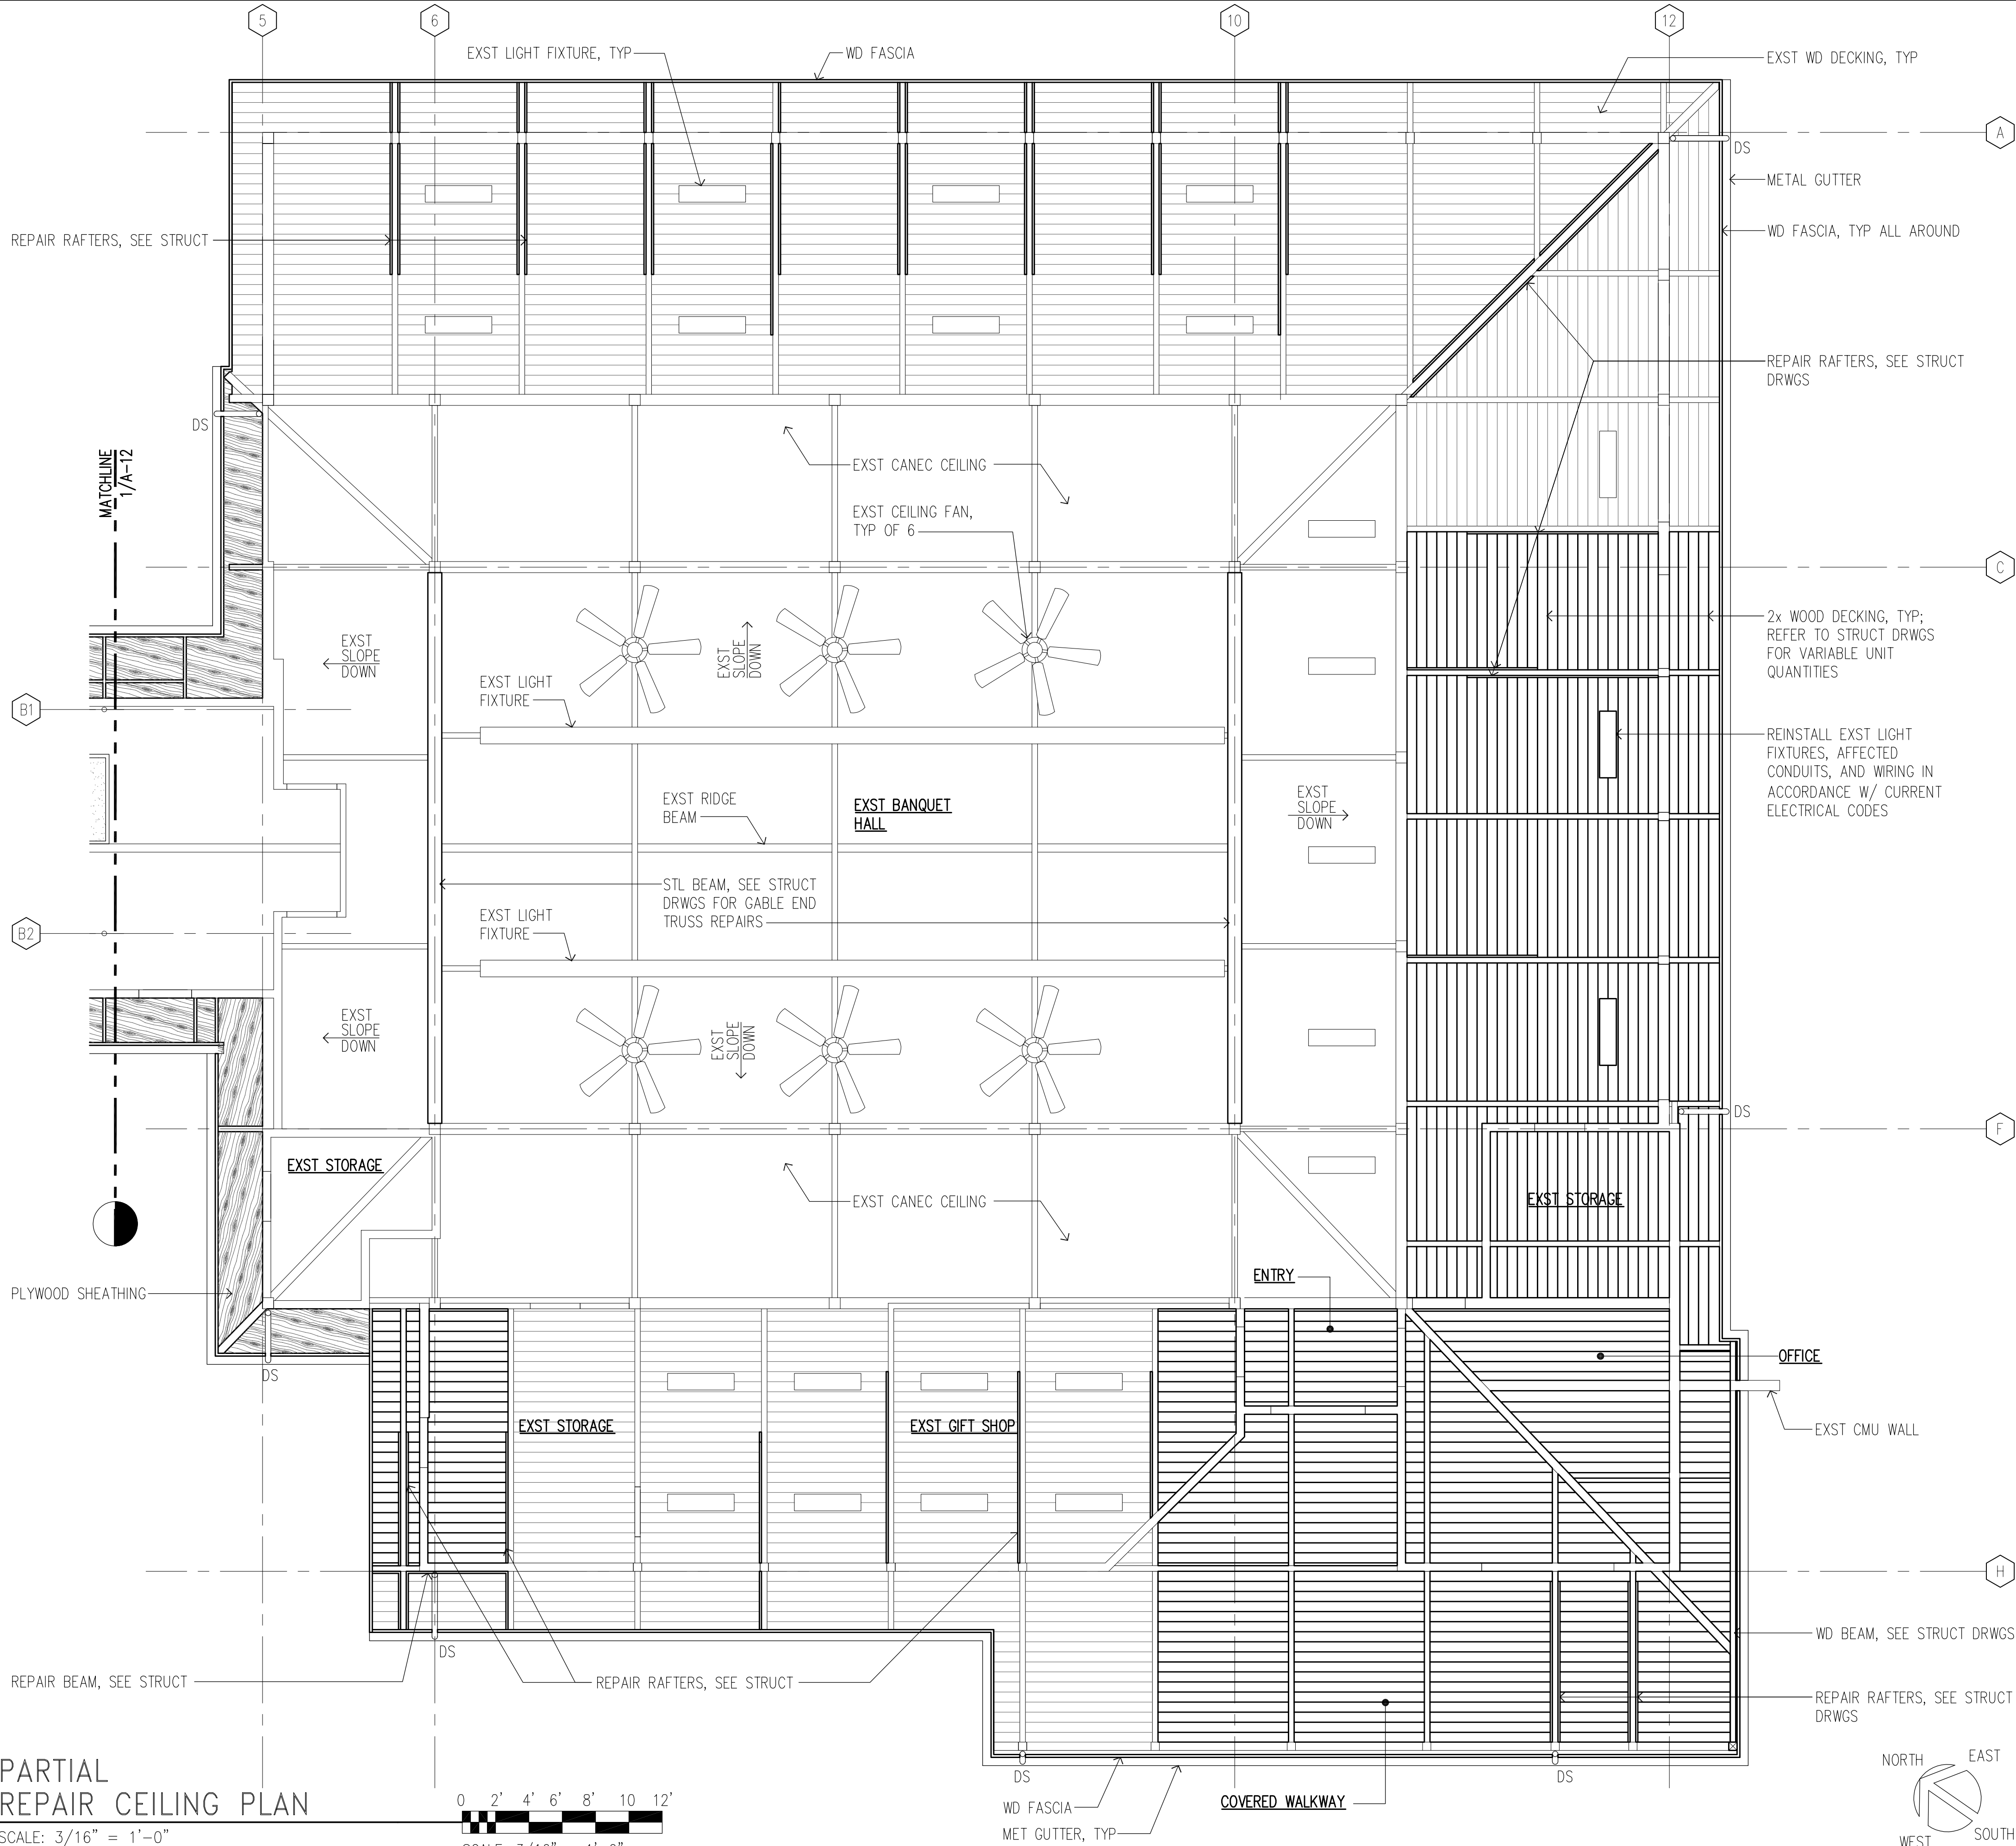 5
6
10
12
EXST LIGHT FIXTURE, TYP
WD FASCIA
EXST WD DECKING, TYP
A
DS
METAL GUTTER
WD FASCIA, TYP ALL AROUND
REPAIR RAFTERS, SEE STRUCT
REPAIR RAFTERS, SEE STRUCT
DRWGS
DS
MATCHLINE
1/A-12
EXST CANEC CEILING
EXST CEILING FAN,
TYP OF 6
C
2x WOOD DECKING, TYP;
REFER TO STRUCT DRWGS
FOR VARIABLE UNIT
QUANTITIES
EXST
SLOPE
DOWN
EXST
SLOPE
DOWN
EXST LIGHT
FIXTURE
B1
REINSTALL EXST LIGHT
FIXTURES, AFFECTED
CONDUITS, AND WIRING IN
ACCORDANCE W/ CURRENT
ELECTRICAL CODES
EXST RIDGE
BEAM
EXST BANQUET
HALL
EXST
SLOPE
DOWN
STL BEAM, SEE STRUCT
DRWGS FOR GABLE END
TRUSS REPAIRS
EXST LIGHT
FIXTURE
B2
EXST
SLOPE
DOWN
EXST
SLOPE
DOWN
DS
F
EXST STORAGE
EXST CANEC CEILING
EXST STORAGE
PLYWOOD SHEATHING
ENTRY
OFFICE
DS
EXST STORAGE
EXST GIFT SHOP
EXST CMU WALL
H
DS
WD BEAM, SEE STRUCT DRWGS
REPAIR BEAM, SEE STRUCT
REPAIR RAFTERS, SEE STRUCT
REPAIR RAFTERS, SEE STRUCT
DRWGS
DS
DS
WD FASCIA
MET GUTTER, TYP
COVERED WALKWAY
NORTH
EAST
SOUTH
WEST
PARTIAL
REPAIR CEILING PLAN
SCALE: 3/16" = 1'-0"
0 2' 4' 6' 8' 10 12'